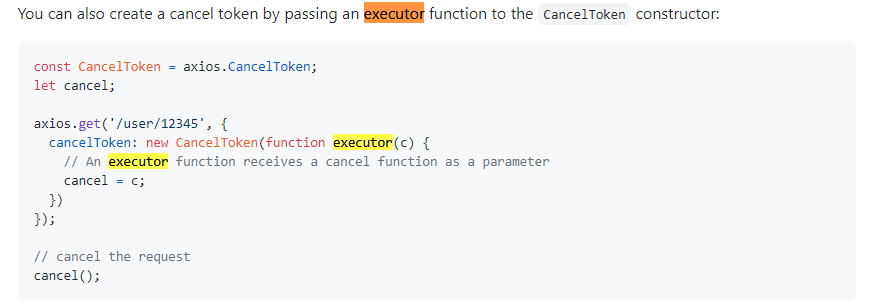 You can also create a cancel token by passing an executor function to the CancelToken constructor:
const CancelToken = axios.CancelToken;
let cancel;
axios.get('/user/12345', {
  cancelToken: new CancelToken(function executor(c) {
    // An executor function receives a cancel function as a parameter
    cancel = c;
  })
});
// cancel the request
cancel();